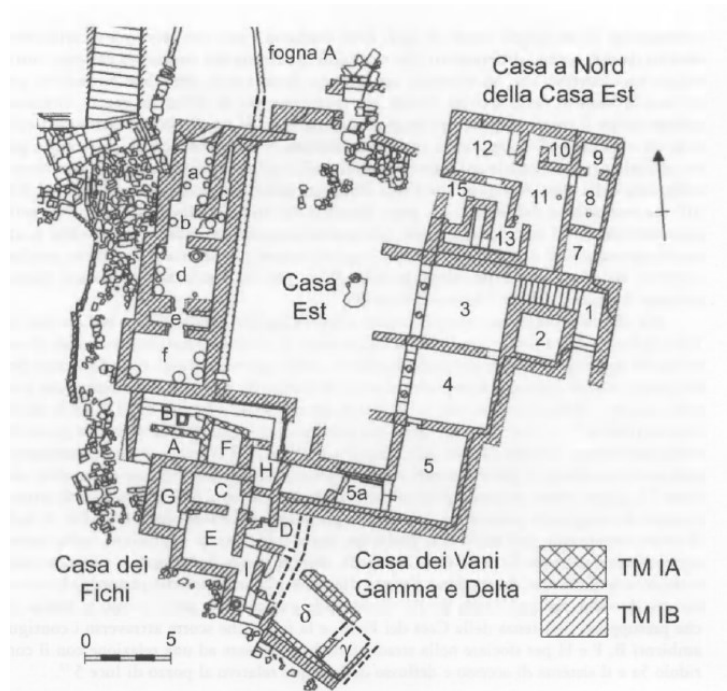 fogna A
Casa a Nord
della Casa Est
12
10
9
a
15
11
8
b
13
7
d
Casa
Est
3
1
e
2
f
4
B
A
F
5
H
5a
G
C
D
E
Casa dei
Fichi
Casa dei Vani
Gamma e Delta
TM IA
δ
TM IB
γ
0
5